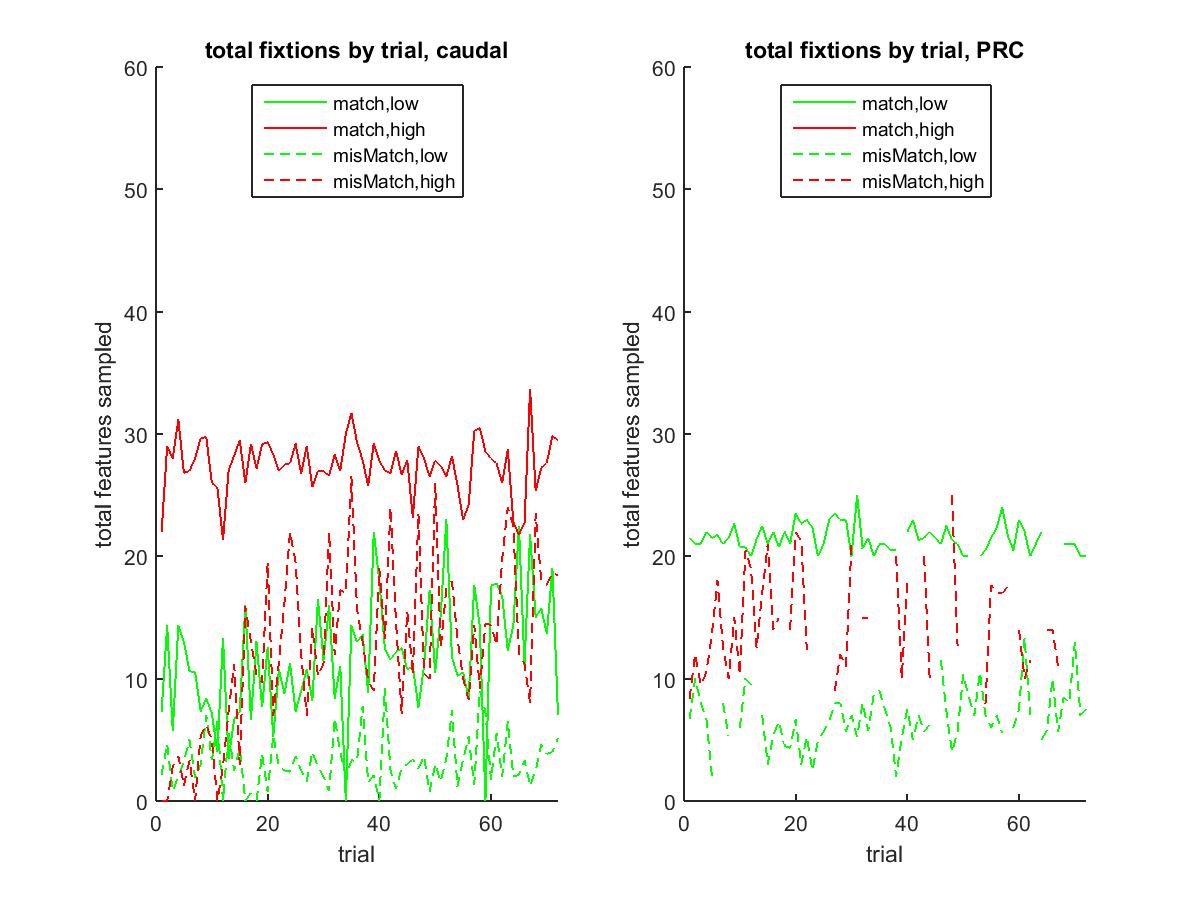 total fixtions by trial, caudal
60
match,low
match,high
misMatch,low
misMatch,high
50
40
30
20
10
0
total features sampled
0 20 40 60
trial
total fixtions by trial, PRC
60
match,low
match,high
misMatch,low
misMatch,high
50
40
30
20
10
0
total features sampled
0 20 40 60
trial